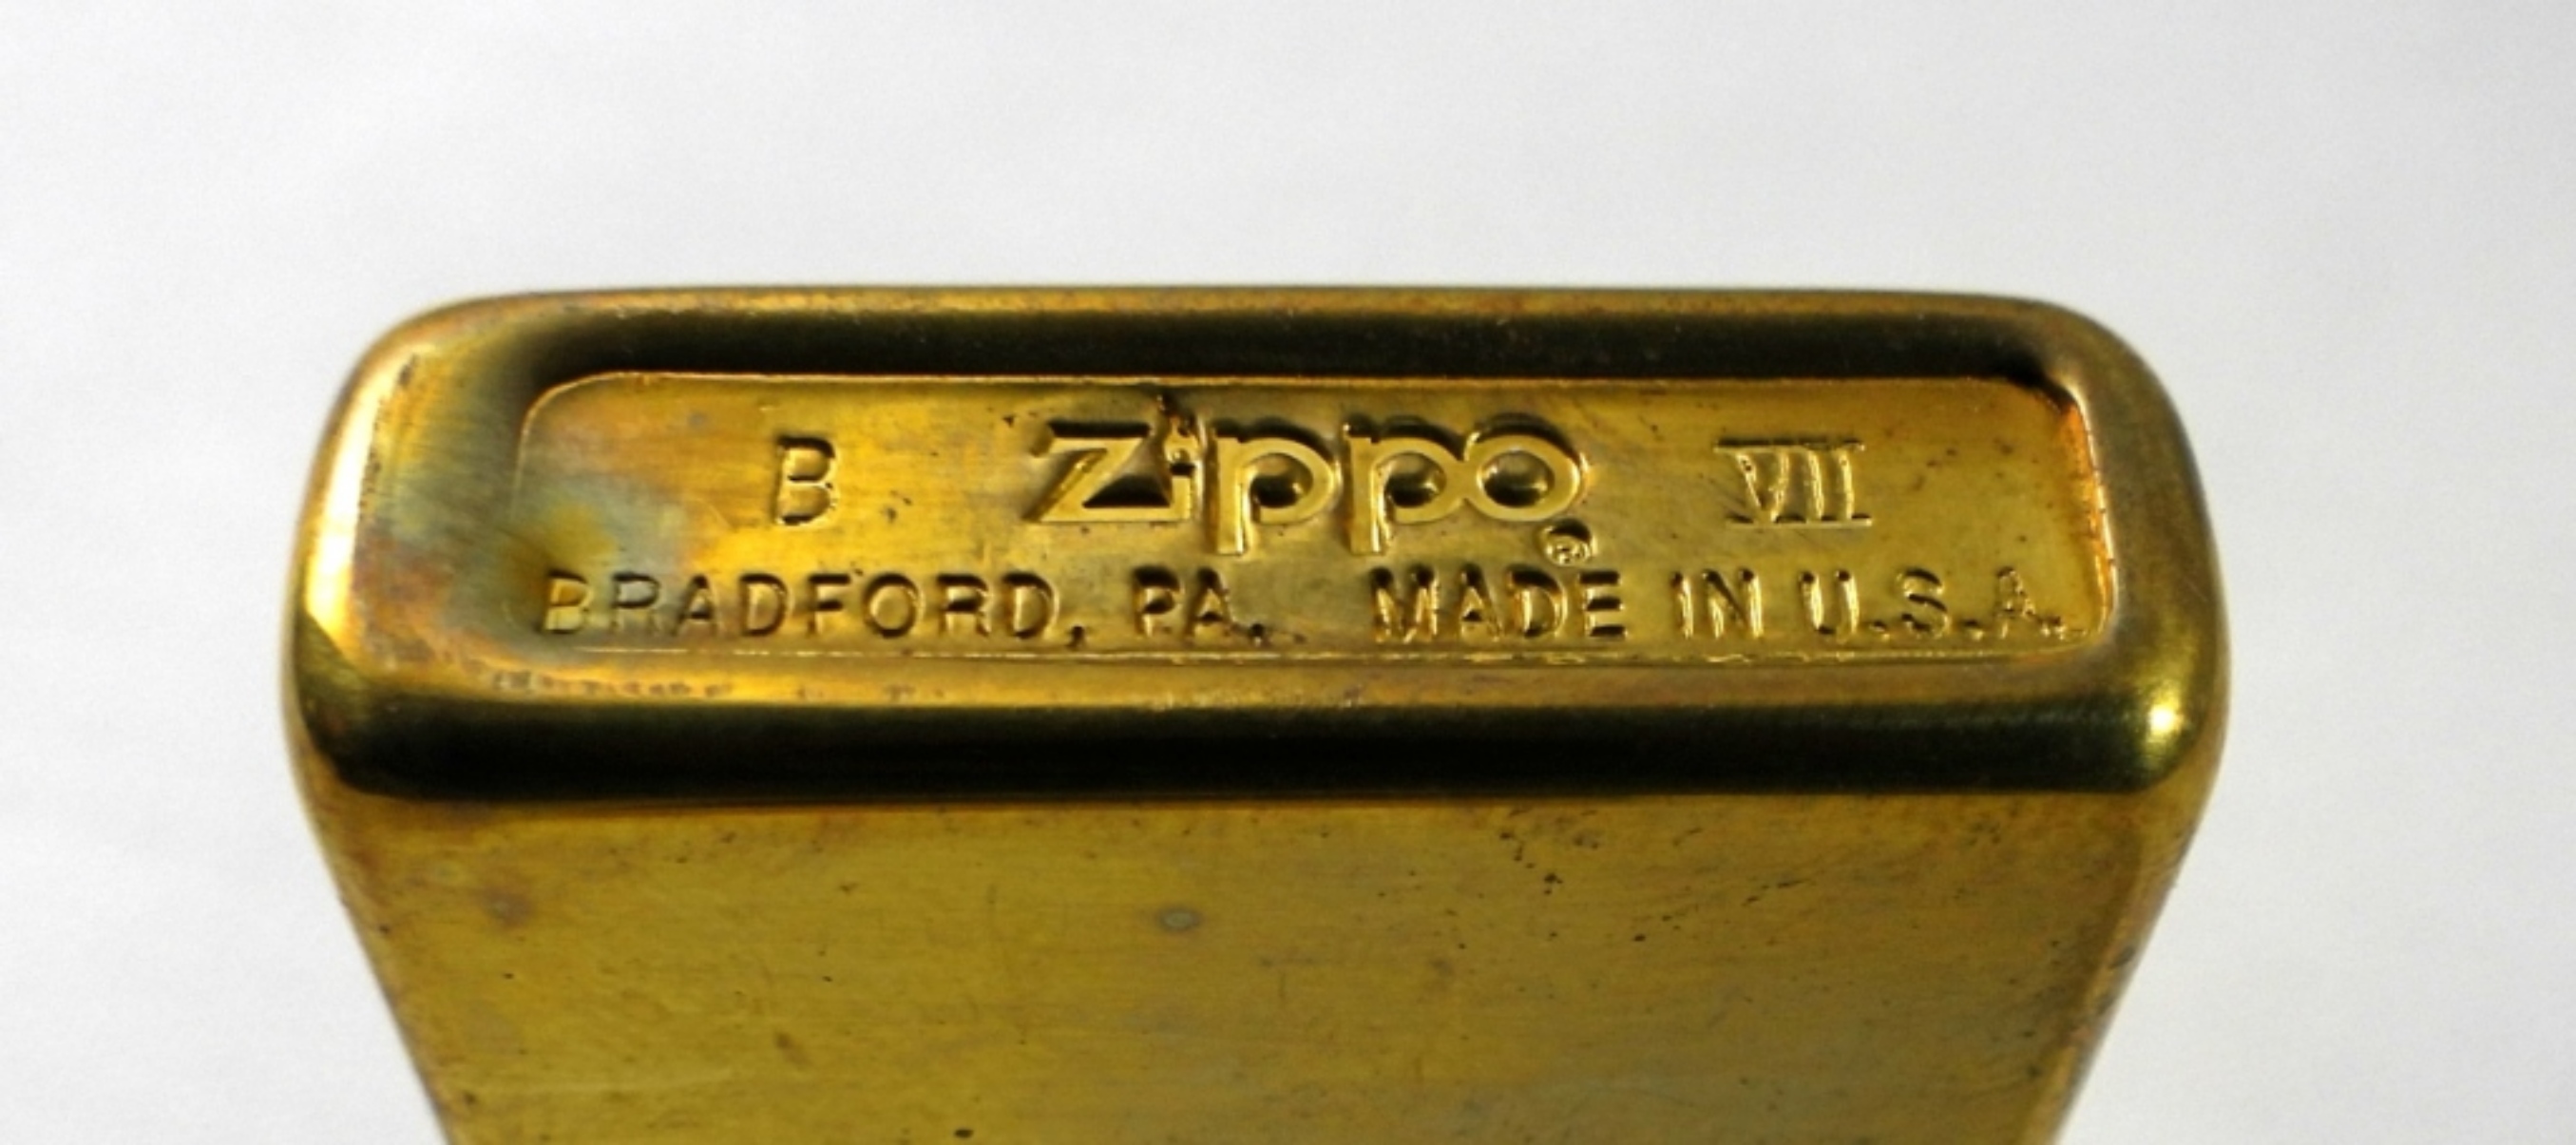 B Zippo® VII
BRADFORD, PA. MADE IN U.S.A.